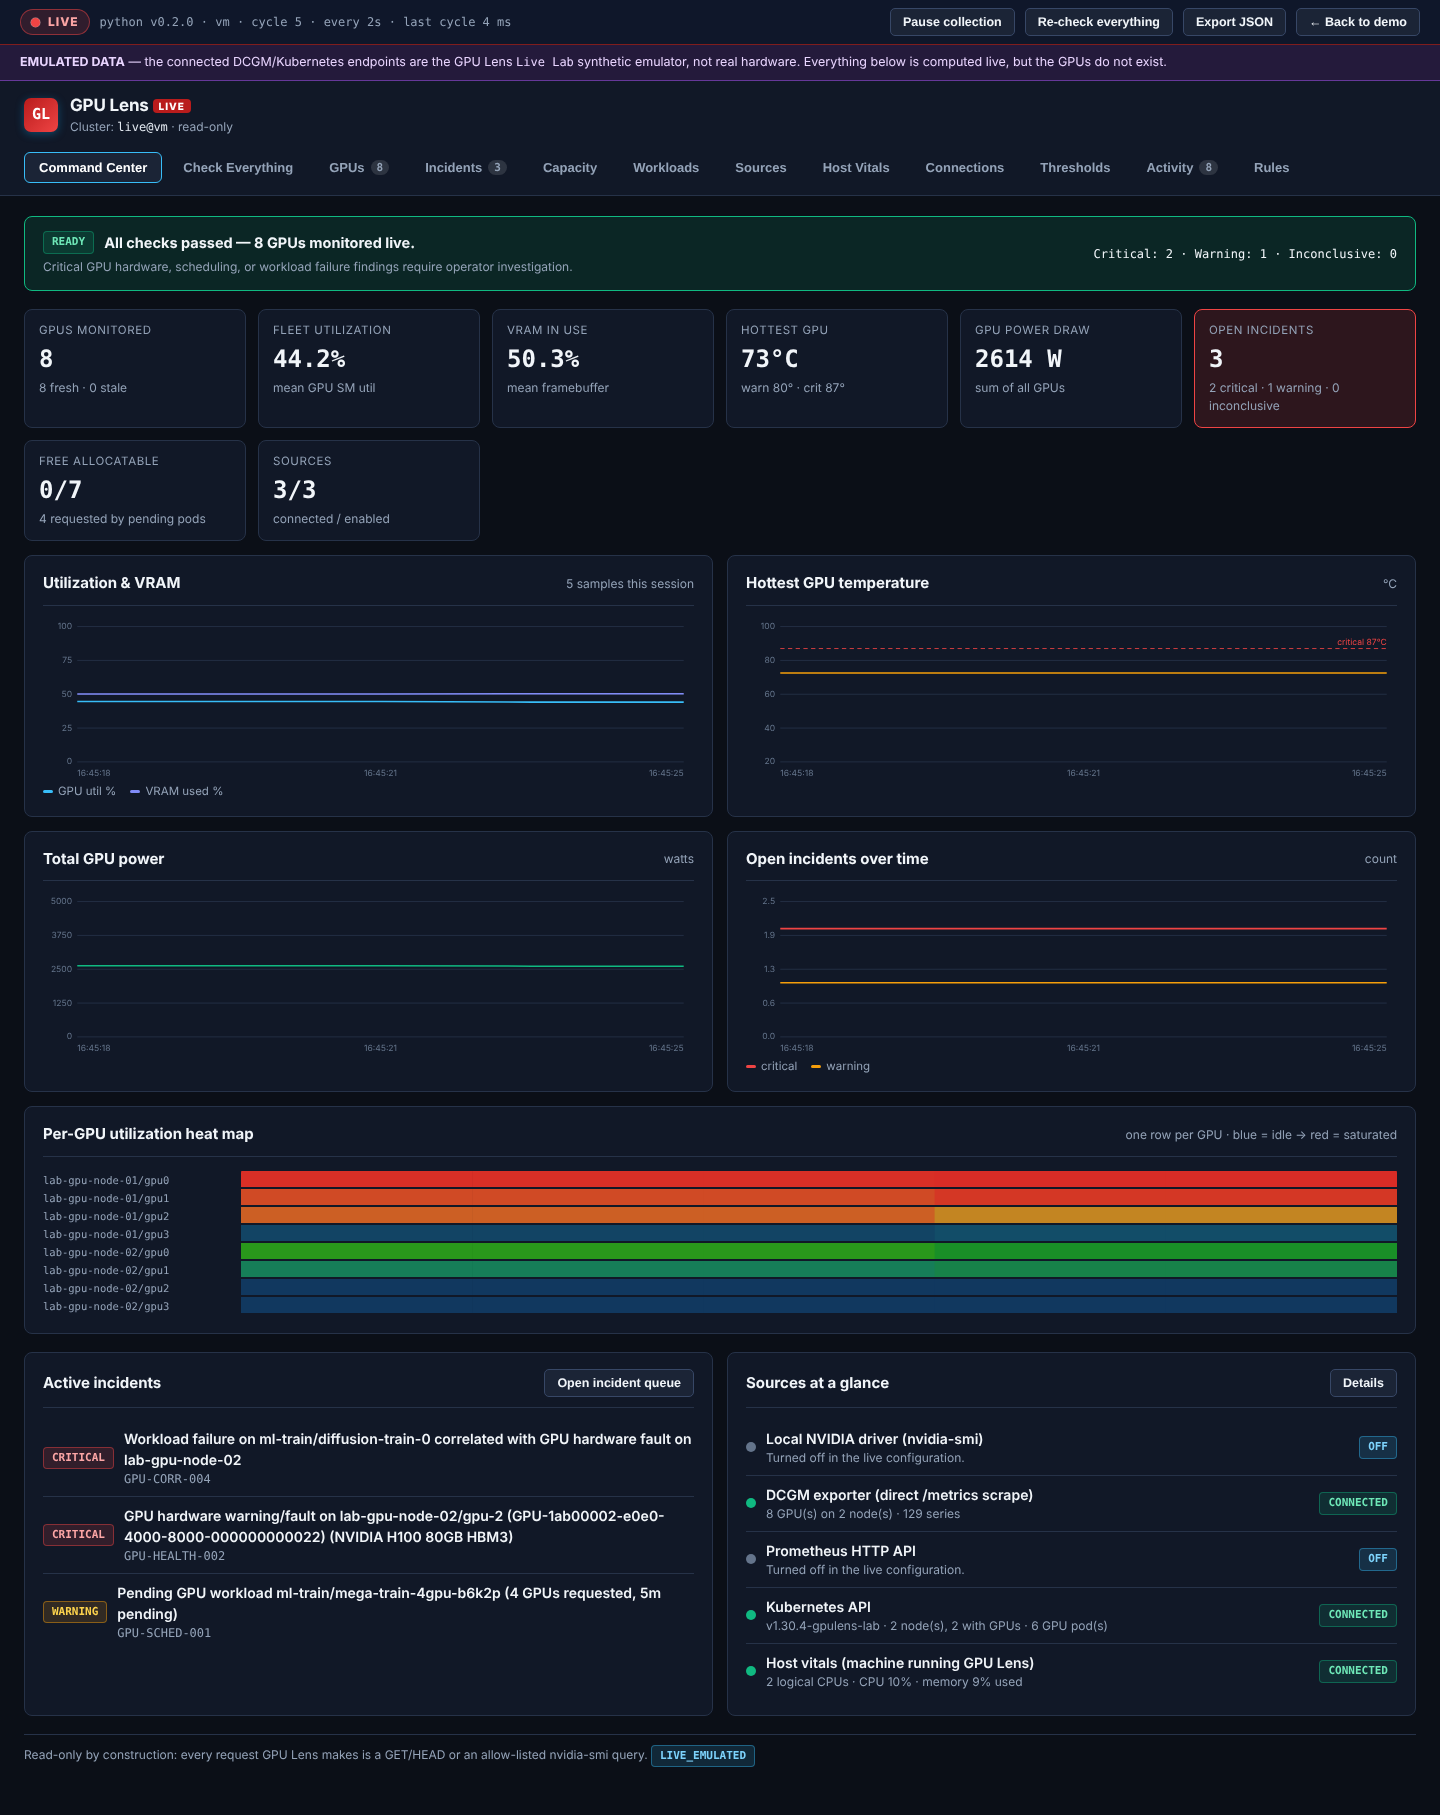 LIVE python v0.2.0 · vm · cycle 5 · every 2s · last cycle 4 ms Pause collection Re-check everything Export JSON ← Back to demo
EMULATED DATA — the connected DCGM/Kubernetes endpoints are the GPU Lens Live Lab synthetic emulator, not real hardware. Everything below is computed live, but the GPUs do not exist.
GL
GPU Lens LIVE
Cluster: live@vm · read-only
Command Center Check Everything GPUs 8 Incidents 3 Capacity Workloads Sources Host Vitals Connections Thresholds Activity 8 Rules
READY All checks passed — 8 GPUs monitored live.
Critical GPU hardware, scheduling, or workload failure findings require operator investigation.
Critical: 2 · Warning: 1 · Inconclusive: 0
GPUS MONITORED
8
8 fresh · 0 stale
FLEET UTILIZATION
44.2%
mean GPU SM util
VRAM IN USE
50.3%
mean framebuffer
HOTTEST GPU
73°C
warn 80° · crit 87°
GPU POWER DRAW
2614 W
sum of all GPUs
OPEN INCIDENTS
3
2 critical · 1 warning · 0
inconclusive
FREE ALLOCATABLE
0/7
4 requested by pending pods
SOURCES
3/3
connected / enabled
Utilization & VRAM 5 samples this session
100
75
50
25
0
16:45:18 16:45:21 16:45:25
GPU util % VRAM used %
Hottest GPU temperature °C
100
critical 87°C
80
60
40
20
16:45:18 16:45:21 16:45:25
Total GPU power watts
5000
3750
2500
1250
0
16:45:18 16:45:21 16:45:25
Open incidents over time count
2.5
1.9
1.3
0.6
0.0
16:45:18 16:45:21 16:45:25
critical warning
Per-GPU utilization heat map one row per GPU · blue = idle → red = saturated
lab-gpu-node-01/gpu0
lab-gpu-node-01/gpu1
lab-gpu-node-01/gpu2
lab-gpu-node-01/gpu3
lab-gpu-node-02/gpu0
lab-gpu-node-02/gpu1
lab-gpu-node-02/gpu2
lab-gpu-node-02/gpu3
Active incidents Open incident queue
CRITICAL Workload failure on ml-train/diffusion-train-0 correlated with GPU hardware fault on
lab-gpu-node-02
GPU-CORR-004
CRITICAL GPU hardware warning/fault on lab-gpu-node-02/gpu-2 (GPU-1ab00002-e0e0-
4000-8000-000000000022) (NVIDIA H100 80GB HBM3)
GPU-HEALTH-002
WARNING Pending GPU workload ml-train/mega-train-4gpu-b6k2p (4 GPUs requested, 5m
pending)
GPU-SCHED-001
Sources at a glance Details
Local NVIDIA driver (nvidia-smi) OFF
Turned off in the live configuration.
DCGM exporter (direct /metrics scrape) CONNECTED
8 GPU(s) on 2 node(s) · 129 series
Prometheus HTTP API OFF
Turned off in the live configuration.
Kubernetes API CONNECTED
v1.30.4-gpulens-lab · 2 node(s), 2 with GPUs · 6 GPU pod(s)
Host vitals (machine running GPU Lens) CONNECTED
2 logical CPUs · CPU 10% · memory 9% used
Read-only by construction: every request GPU Lens makes is a GET/HEAD or an allow-listed nvidia-smi query. LIVE_EMULATED